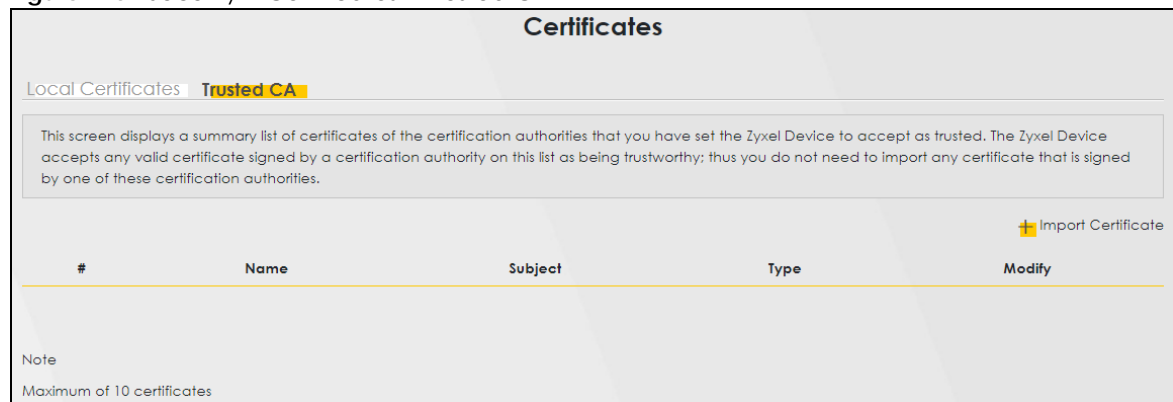 Certificates
Local Certificates Trusted CA
This screen displays a summary list of certificates of the certification authorities that you have set the Zyxel Device to accept as trusted. The Zyxel Device
accepts any valid certificate signed by a certification authority on this list as being trustworthy; thus you do not need to import any certificate that is signed
by one of these certification authorities.
+ Import Certificate
# Name Subject Type Modify
Note
Maximum of 10 certificates